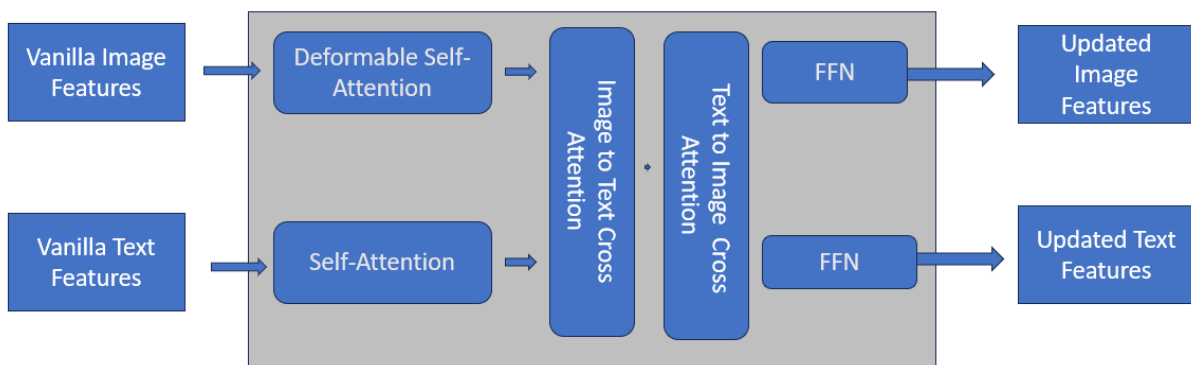 Vanilla Image
Features
Deformable Self-
Attention
Image to Text Cross
Attention
Text to Image Cross
Attention
FFN
Updated
Image
Features
Vanilla Text
Features
Self-Attention
FFN
Updated Text
Features